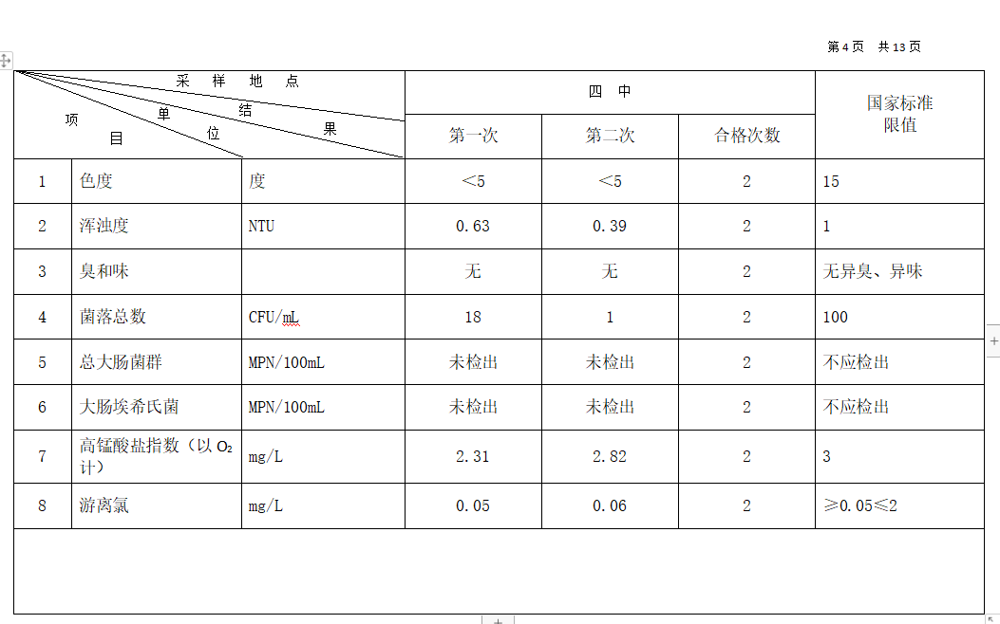 第 4 页 共 13 页
采 样 地 点
结 果
单 位
项 目
四 中
国家标准
限值
第一次 第二次 合格次数
1 色度 度 <5 <5 2 15
2 浑浊度 NTU 0.63 0.39 2 1
3 臭和味 无 无 2 无异臭、异味
4 菌落总数 CFU/mL 18 1 2 100
5 总大肠菌群 MPN/100mL 未检出 未检出 2 不应检出
6 大肠埃希氏菌 MPN/100mL 未检出 未检出 2 不应检出
7 高锰酸盐指数（以 O₂
计） mg/L 2.31 2.82 2 3
8 游离氯 mg/L 0.05 0.06 2 ≥0.05≤2